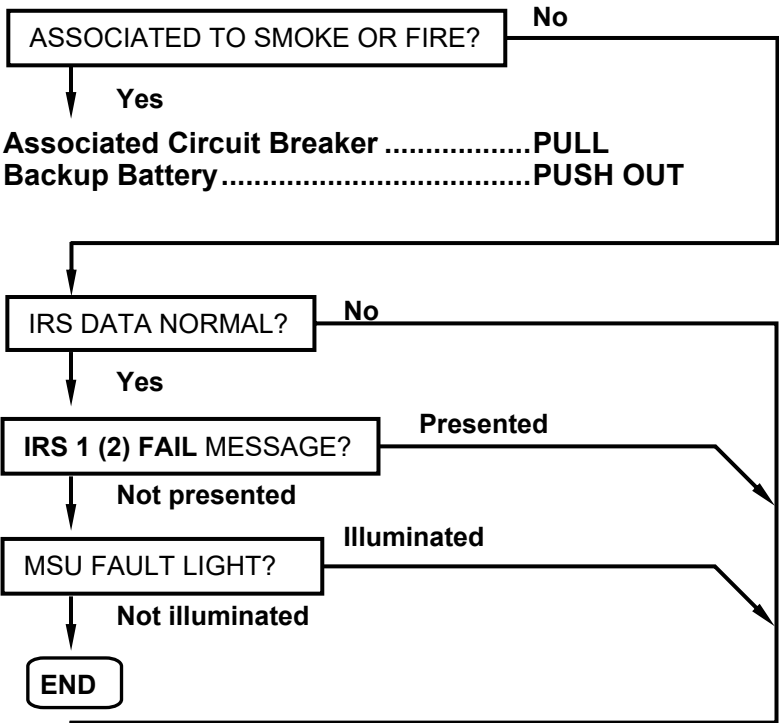 No
ASSOCIATED TO SMOKE OR FIRE?
Yes
Associated Circuit Breaker ..................PULL
Backup Battery......................................PUSH OUT
IRS DATA NORMAL?
No
Yes
Presented
IRS 1 (2) FAIL MESSAGE?
Not presented
Illuminated
MSU FAULT LIGHT?
Not illuminated
END